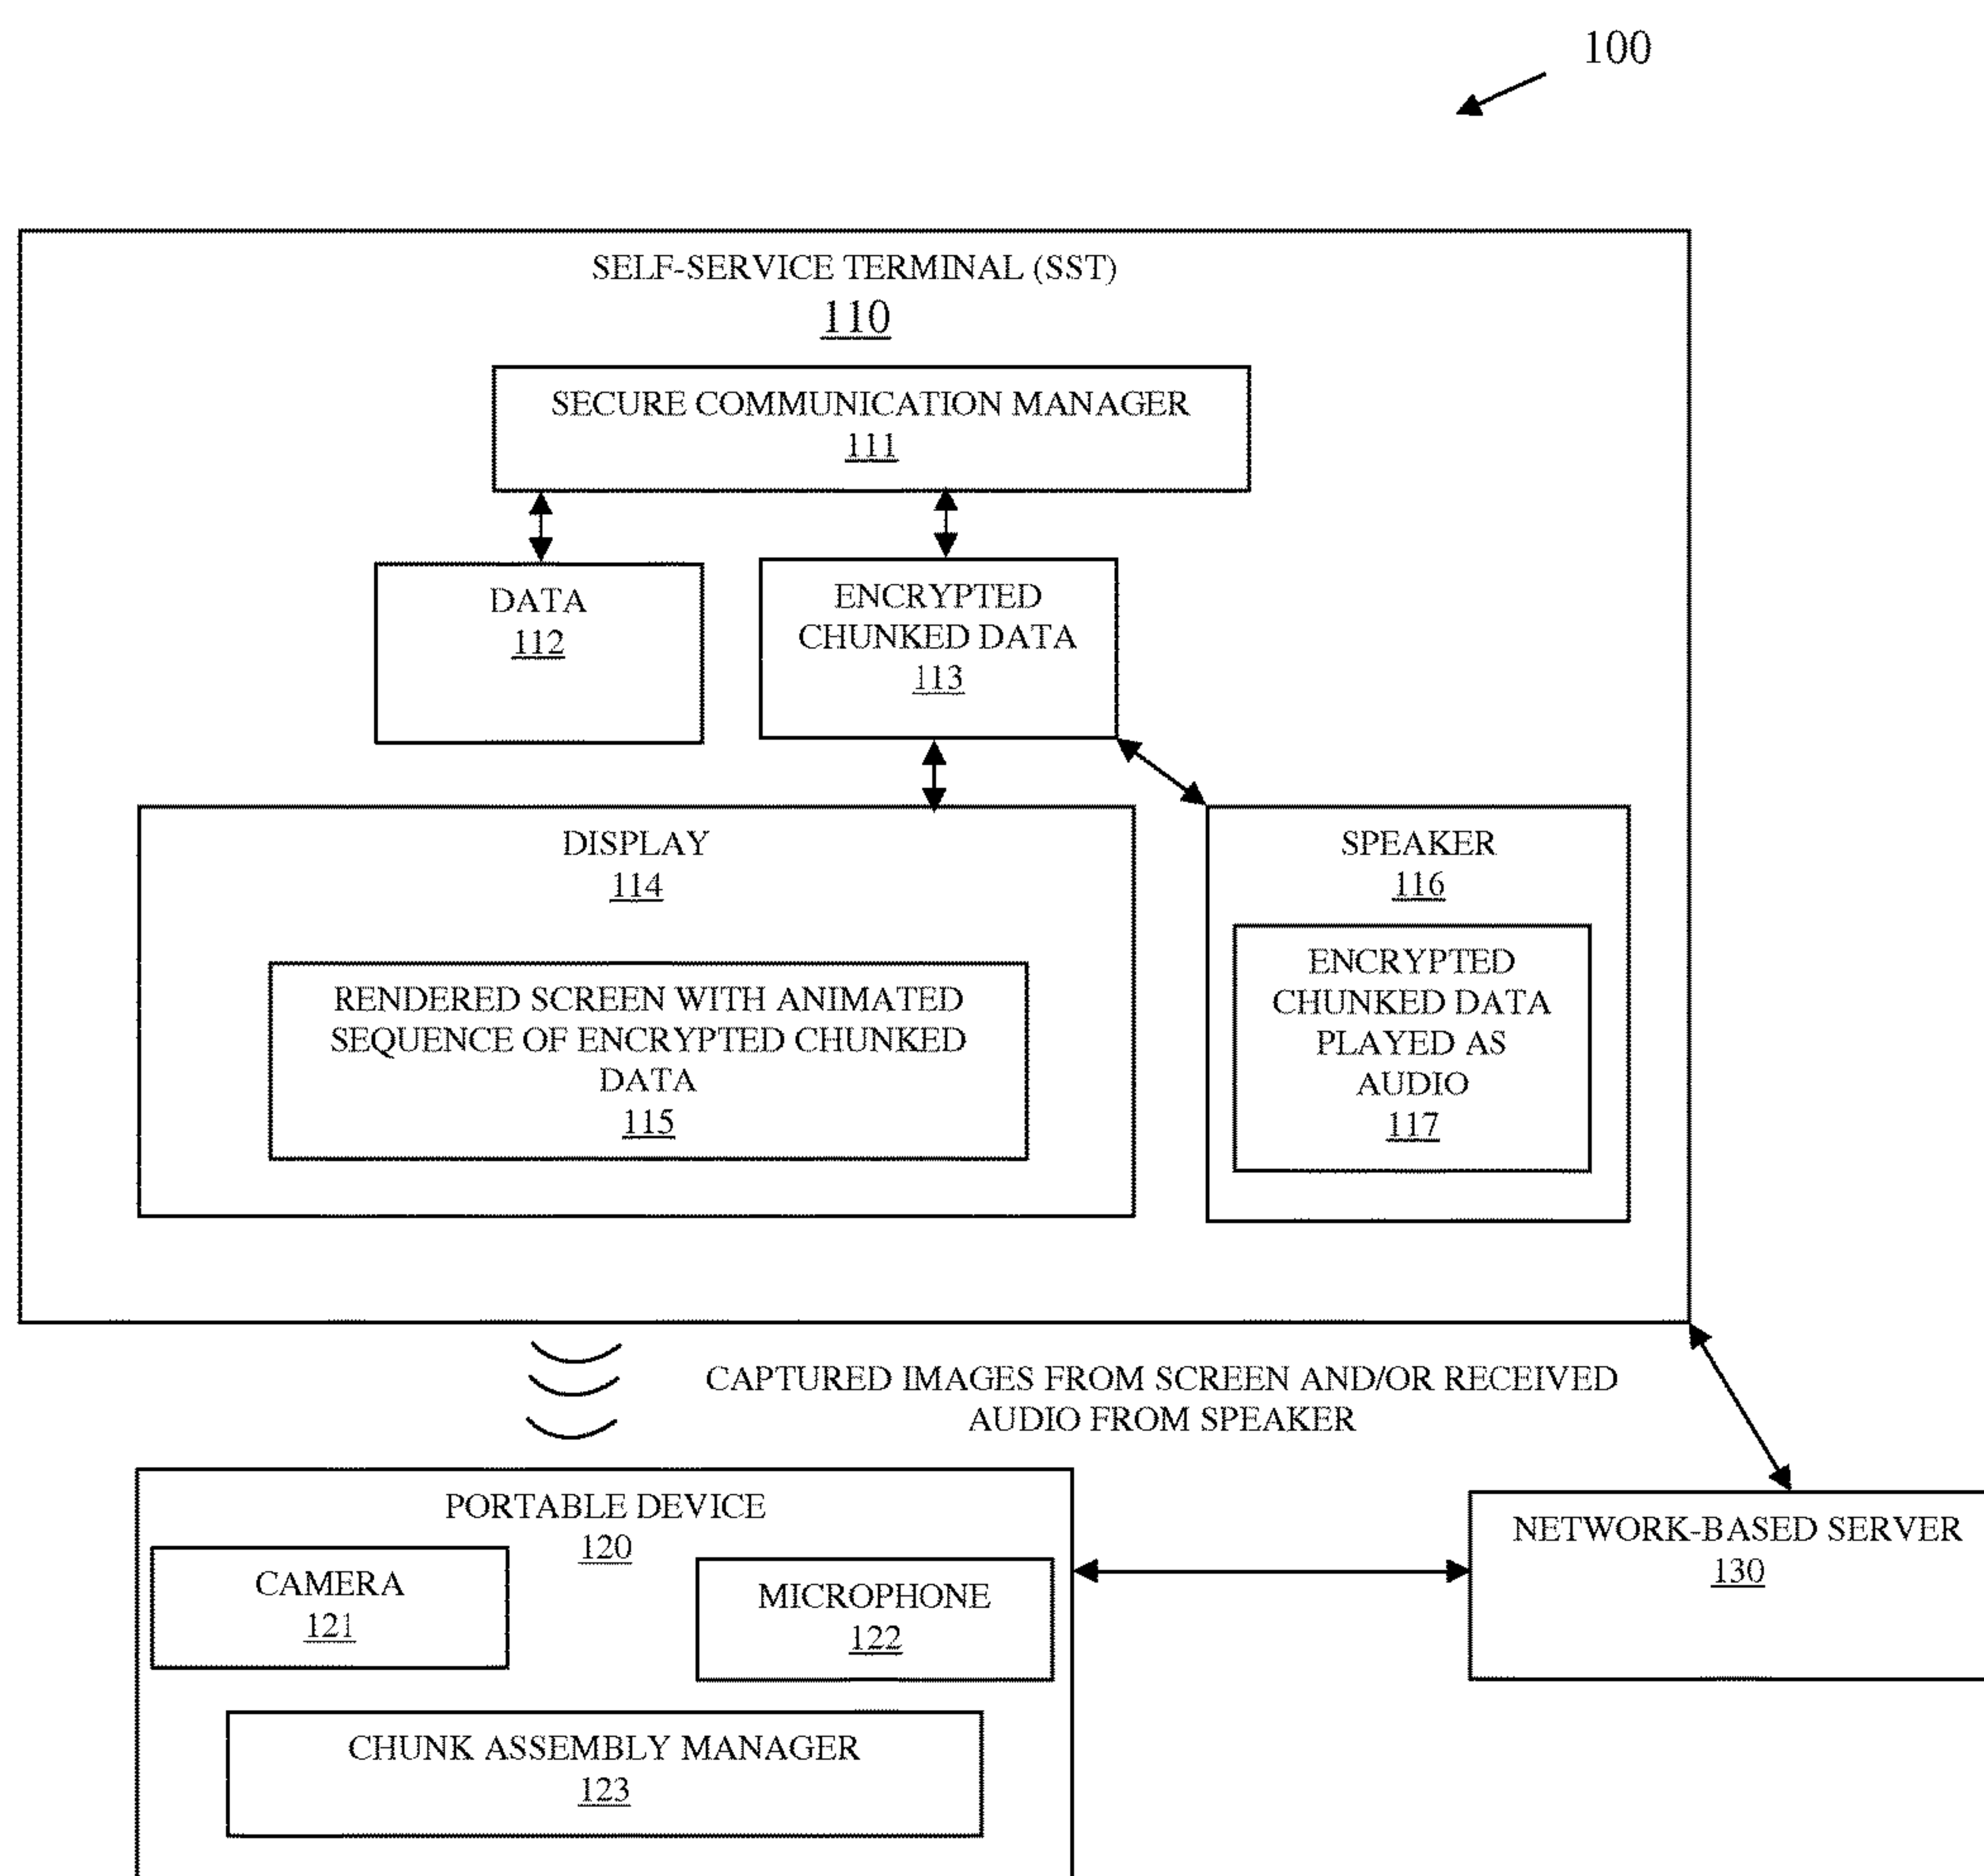 100
SELF-SERVICE TERMINAL (SST)
110
SECURE COMMUNICATION MANAGER
111
DATA
112
ENCRYPTED
CHUNKED DATA
113
DISPLAY
114
RENDERED SCREEN WITH ANIMATED
SEQUENCE OF ENCRYPTED CHUNKED
DATA
115
SPEAKER
116
ENCRYPTED
CHUNKED DATA
PLAYED AS
AUDIO
117
CAPTURED IMAGES FROM SCREEN AND/OR RECEIVED
AUDIO FROM SPEAKER
PORTABLE DEVICE
120
CAMERA
121
MICROPHONE
122
CHUNK ASSEMBLY MANAGER
123
NETWORK-BASED SERVER
130